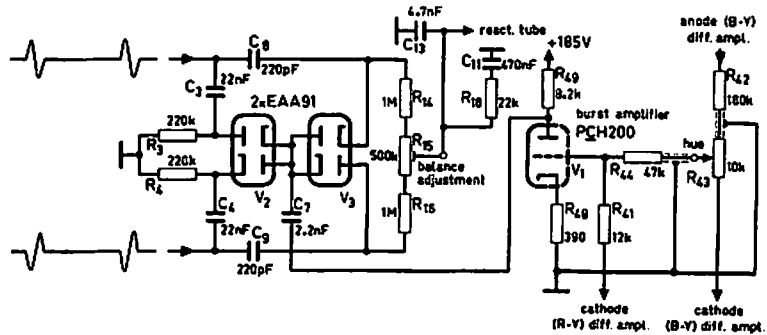 4.7nF
C13
react. tube
C8
220pF
C3
22nF
2xEAA91
C11
470nF
+185V
R49
8.2k
anode (B-Y)
diff. ampl.
R42
180k
220k
R3
220k
R4
1M
R14
R18
22k
burst amplifier
PCH200
R15
500k
balance
adjustment
hue
V1
R44
47k
R43
10k
V2
V3
C4
22nF
C7
2.2nF
1M
R16
R48
390
R41
12k
C9
220pF
cathode
(R-Y) diff. ampl.
cathode
(B-Y) diff. ampl.